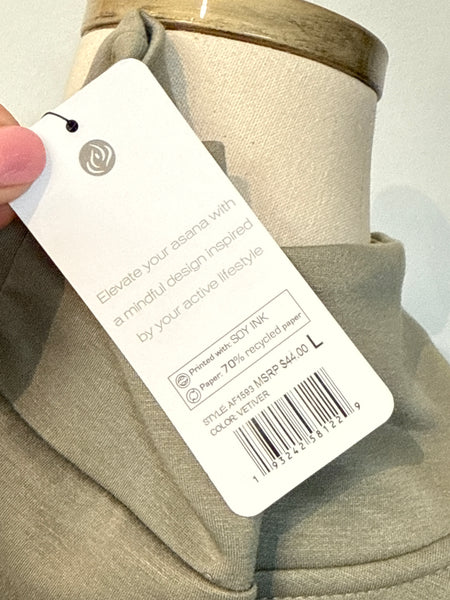 Elevate your asana with
a mindful design inspired
by your active lifestyle
Printed with: SOY INK
Paper: 70% recycled paper
STYLE: AF1593 MSRP $44.00 L
COLOR: VETIVER
1 93242 58122 9